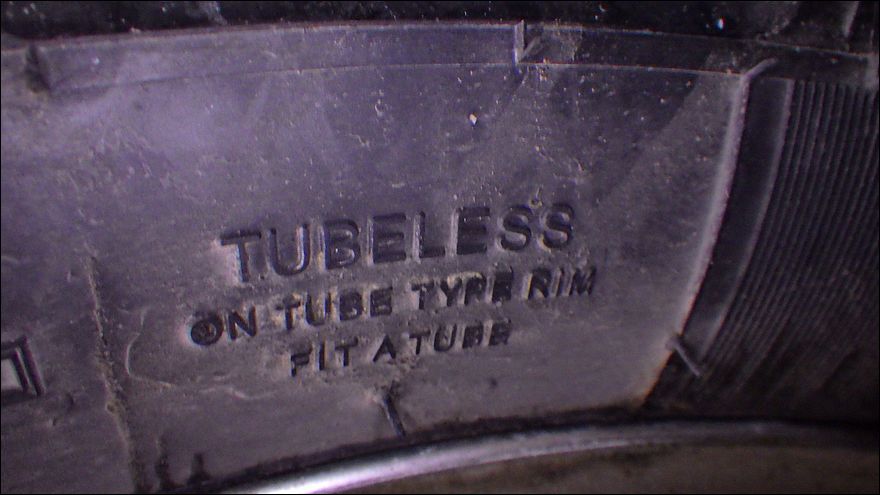 TUBELESS
ON TUBE TYPE RIM
FIT A TUBE